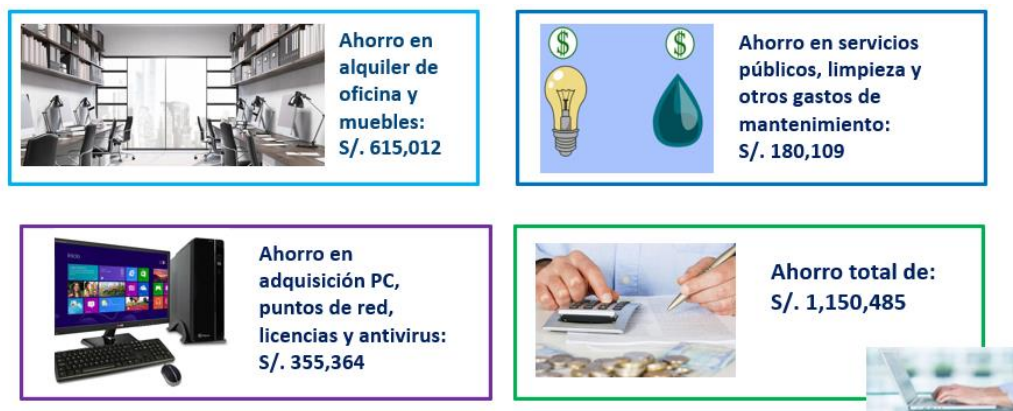 Ahorro en
alquiler de
oficina y
muebles:
S/. 615,012
Ahorro en servicios
públicos, limpieza y
otros gastos de
mantenimiento:
S/. 180,109
$ $
Ahorro en
adquisición PC,
puntos de red,
licencias y antivirus:
S/. 355,364
Ahorro total de:
S/. 1,150,485